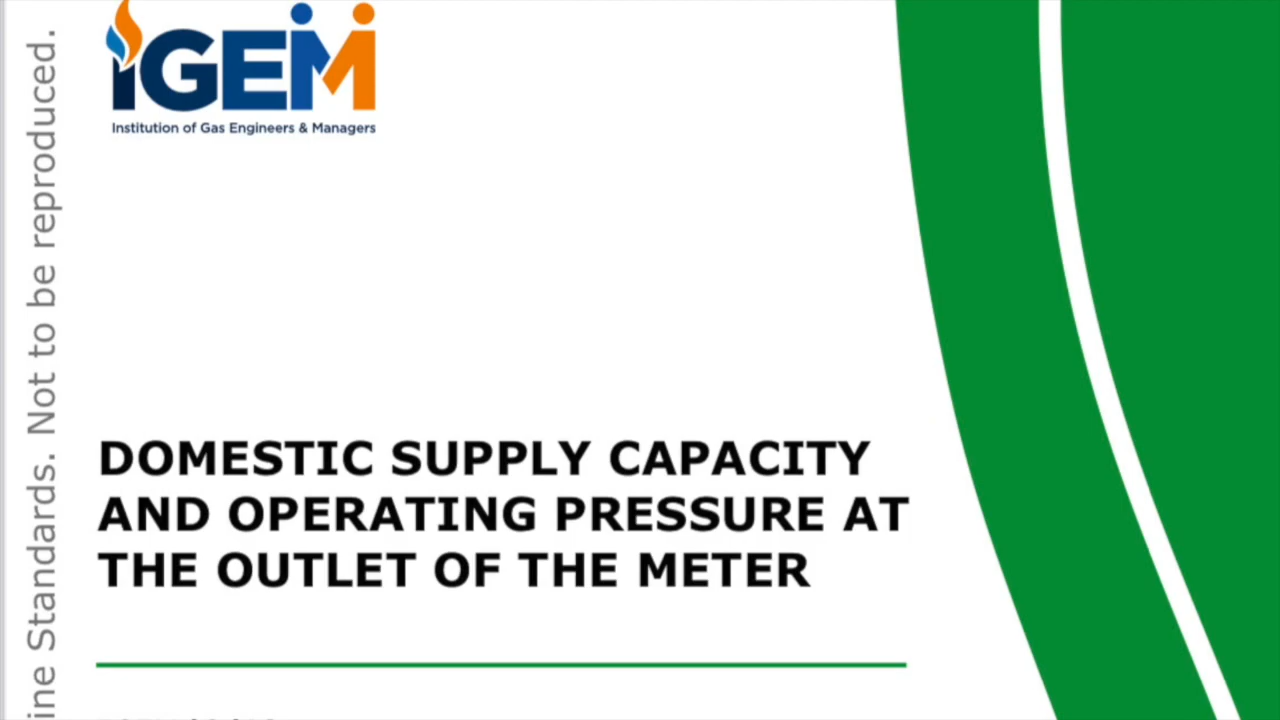 iGEM
Institution of Gas Engineers & Managers
DOMESTIC SUPPLY CAPACITY
AND OPERATING PRESSURE AT
THE OUTLET OF THE METER
Standards. Not to be reproduced.